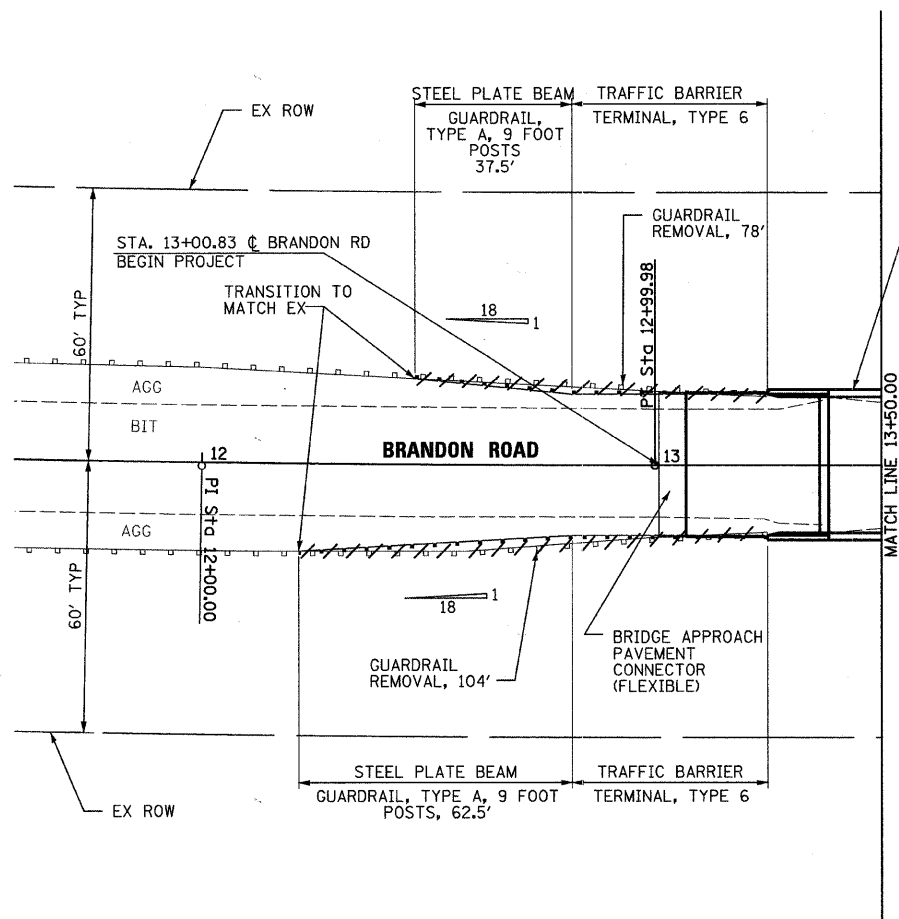 STEEL PLATE BEAM
GUARDRAIL,
TYPE A, 9 FOOT
POSTS
37.5'
TRAFFIC BARRIER
TERMINAL, TYPE 6
EX ROW
GUARDRAIL
REMOVAL, 78'
STA. 13+00.83 ℄ BRANDON RD
BEGIN PROJECT
TRANSITION TO
MATCH EX
18
1
PI Sta 12+99.98
60' TYP
AGG
BIT
BRANDON ROAD
12
13
MATCH LINE 13+50.00
PI Sta 12+00.00
AGG
60' TYP
18
1
GUARDRAIL
REMOVAL, 104'
BRIDGE APPROACH
PAVEMENT
CONNECTOR
(FLEXIBLE)
STEEL PLATE BEAM
GUARDRAIL, TYPE A, 9 FOOT
POSTS, 62.5'
TRAFFIC BARRIER
TERMINAL, TYPE 6
EX ROW